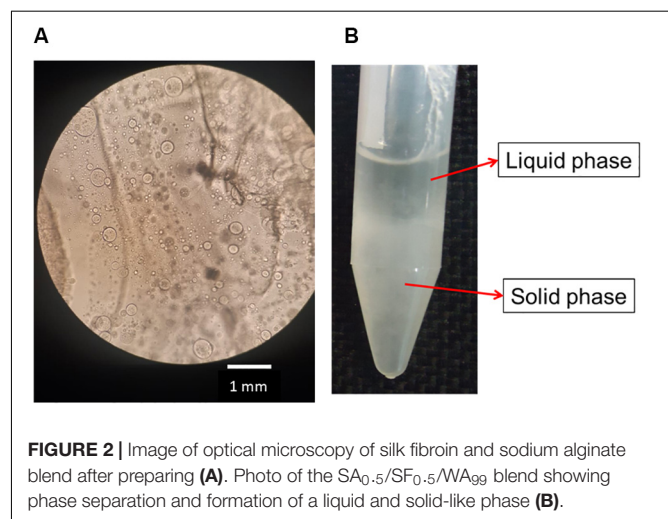 A
B
Liquid phase
Solid phase
1 mm
FIGURE 2 | Image of optical microscopy of silk fibroin and sodium alginate
blend after preparing (A). Photo of the SA0.5/SF0.5/WA99 blend showing
phase separation and formation of a liquid and solid-like phase (B).